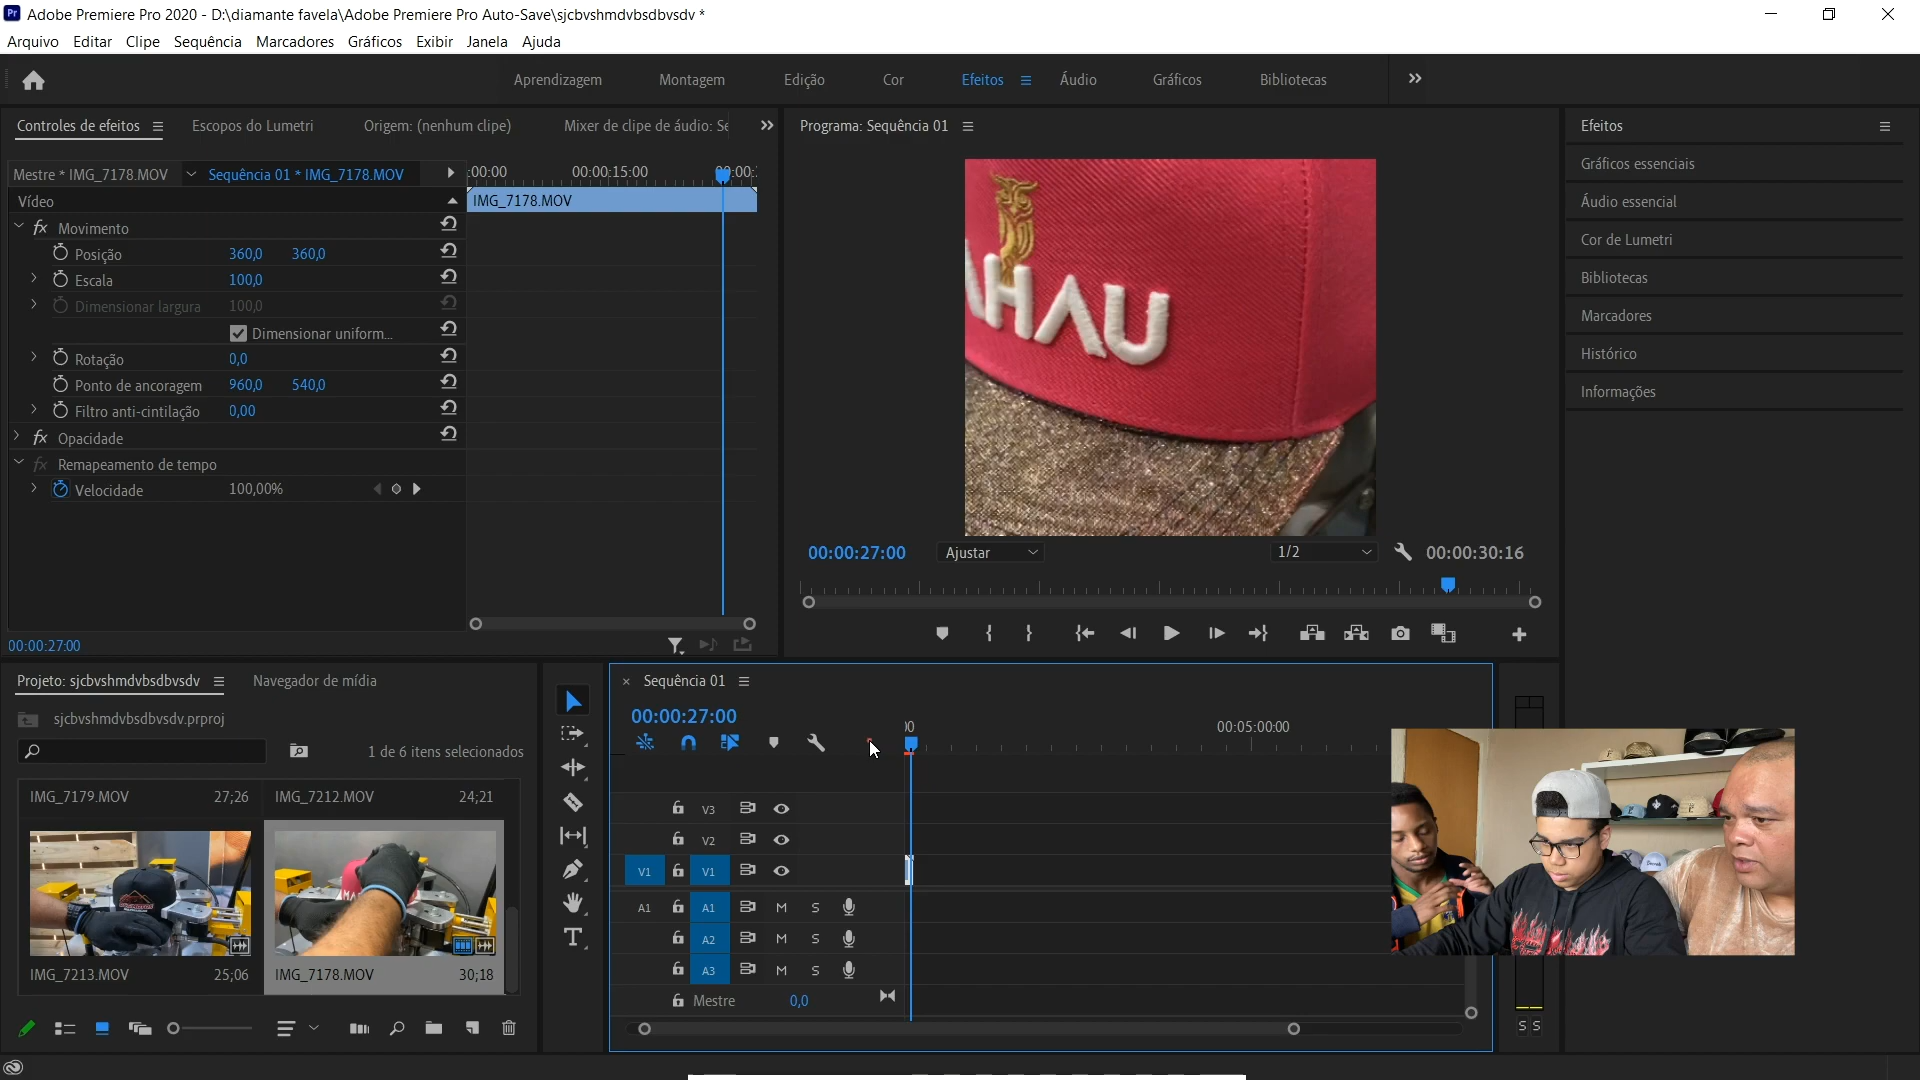 Adobe Premiere Pro 2020 - D:\diamante favela\Adobe Premiere Pro Auto-Save\sjcbvshmdvbsdbvsdv *
Arquivo Editar Clipe Sequência Marcadores Gráficos Exibir Janela Ajuda
Aprendizagem Montagem Edição Cor Efeitos Áudio Gráficos Bibliotecas
Controles de efeitos Escopos do Lumetri Origem: (nenhum clipe) Mixer de clipe de áudio: Se
Mestre * IMG_7178.MOV Sequência 01 * IMG_7178.MOV
:00:00 00:00:15:00 00:00:
Vídeo IMG_7178.MOV
Movimento
Posição 360,0 360,0
Escala 100,0
Dimensionar largura 100,0
Dimensionar uniform...
Rotação 0,0
Ponto de ancoragem 960,0 540,0
Filtro anti-cintilação 0,00
Opacidade
Remapeamento de tempo
Velocidade 100,00%
00:00:27:00
Programa: Sequência 01
AHAU
00:00:27:00 Ajustar 1/2 00:00:30:16
Efeitos
Gráficos essenciais
Áudio essencial
Cor de Lumetri
Bibliotecas
Marcadores
Histórico
Informações
Projeto: sjcbvshmdvbsdbvsdv Navegador de mídia
sjcbvshmdvbsdbvsdv.prproj
1 de 6 itens selecionados
IMG_7179.MOV 27;26 IMG_7212.MOV 24;21
IMG_7213.MOV 25;06 IMG_7178.MOV 30;18
Sequência 01
00:00:27:00
:00 00:05:00:00
V3
V2
V1 V1
A1 A1 M S
A2 M S
A3 M S
Mestre 0,0
S S